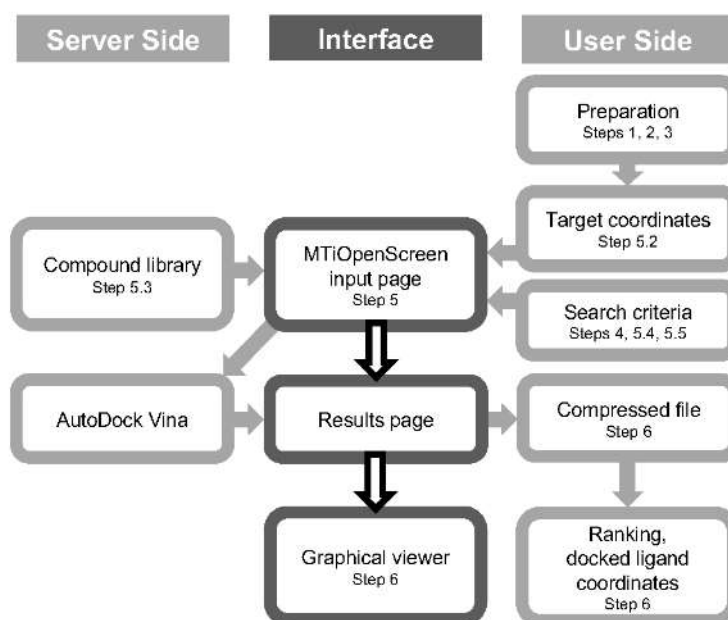 Server Side
Interface
User Side
Preparation
Steps 1, 2, 3
Target coordinates
Step 5.2
Compound library
Step 5.3
MTiOpenScreen
input page
Step 5
Search criteria
Steps 4, 5.4, 5.5
AutoDock Vina
Results page
Compressed file
Step 6
Graphical viewer
Step 6
Ranking,
docked ligand
coordinates
Step 6